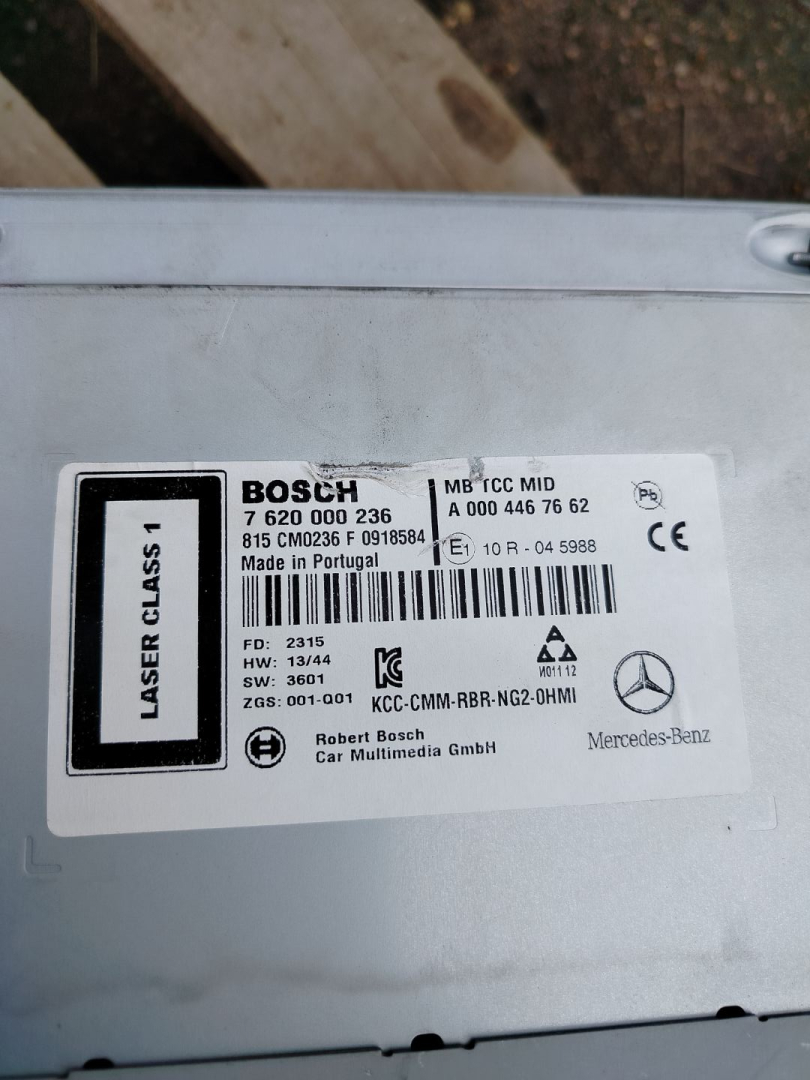 LASER CLASS 1
BOSCH
7 620 000 236
815 CM0236 F 0918584
Made in Portugal
MB TCC MID
A 000 446 76 62
E1 10 R - 04 5988
Pb
CE
FD: 2315
HW: 13/44
SW: 3601
ZGS: 001-Q01
KCC-CMM-RBR-NG2-0HMI
И011 12
Robert Bosch
Car Multimedia GmbH
Mercedes-Benz